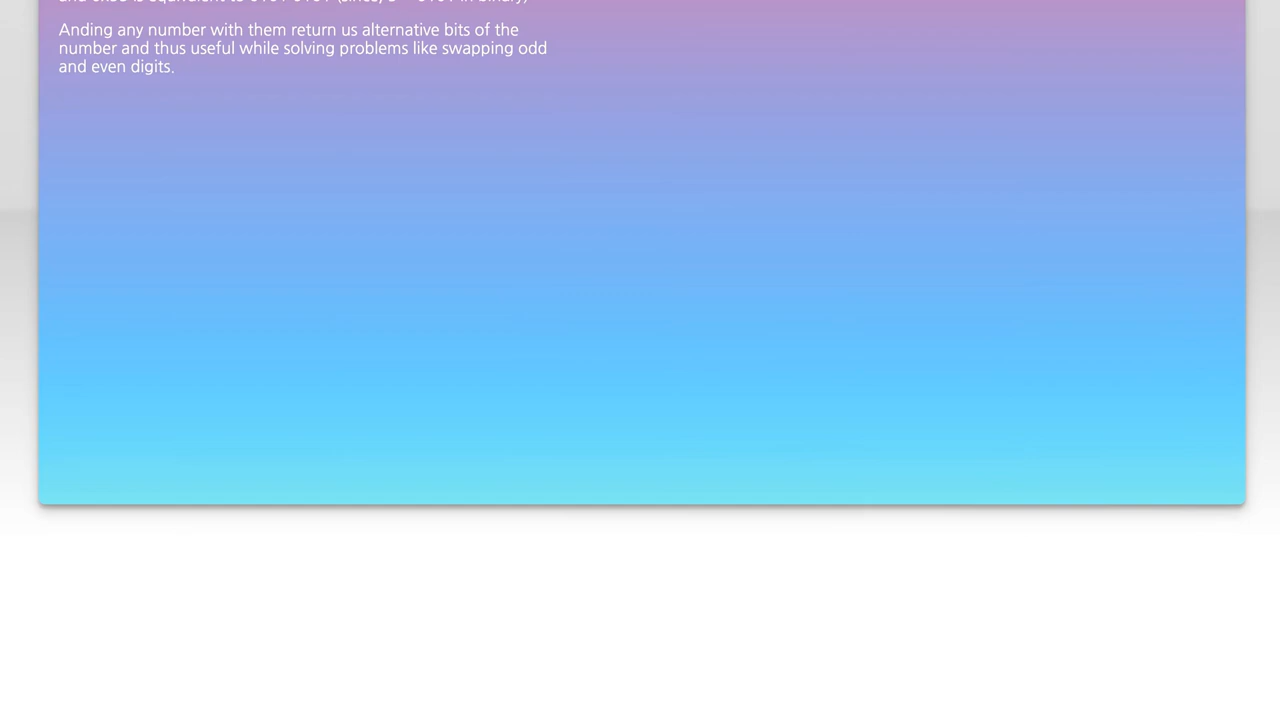 Anding any number with them return us alternative bits of the
number and thus useful while solving problems like swapping odd
and even digits.